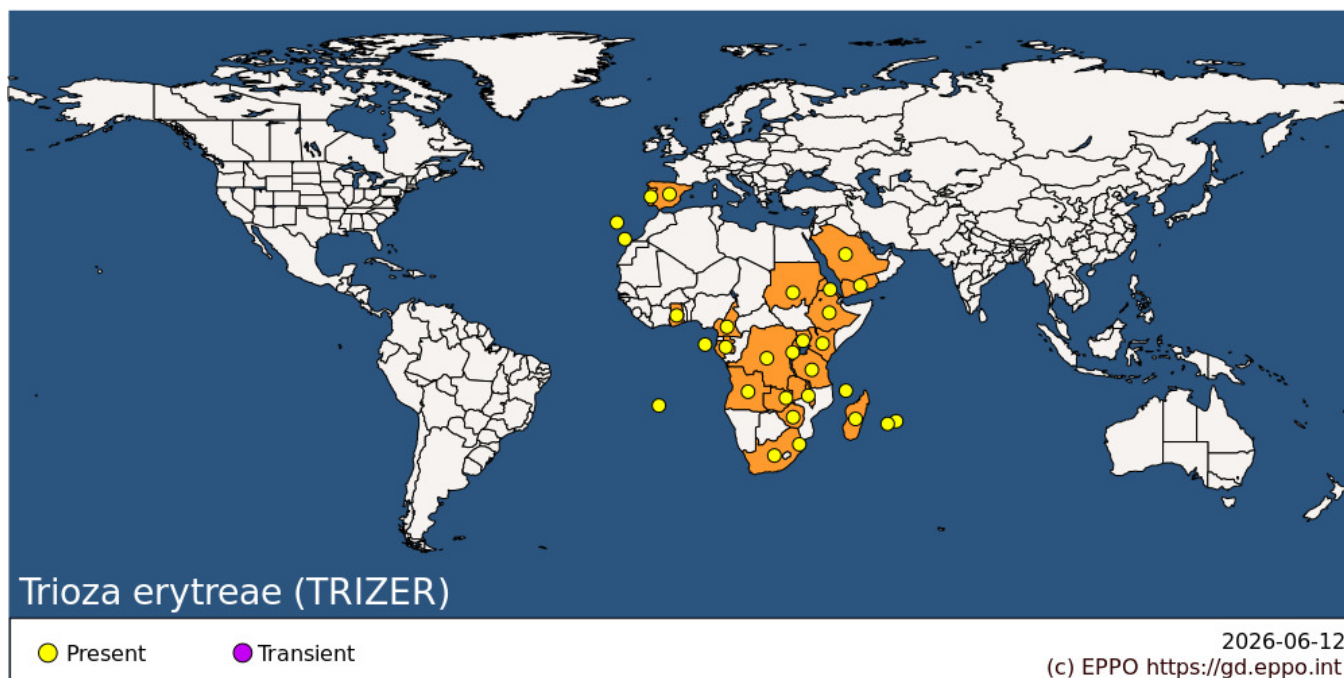 Trioza erytreae (TRIZER)
Present
Transient
2026-06-12
(c) EPPO https://gd.eppo.int